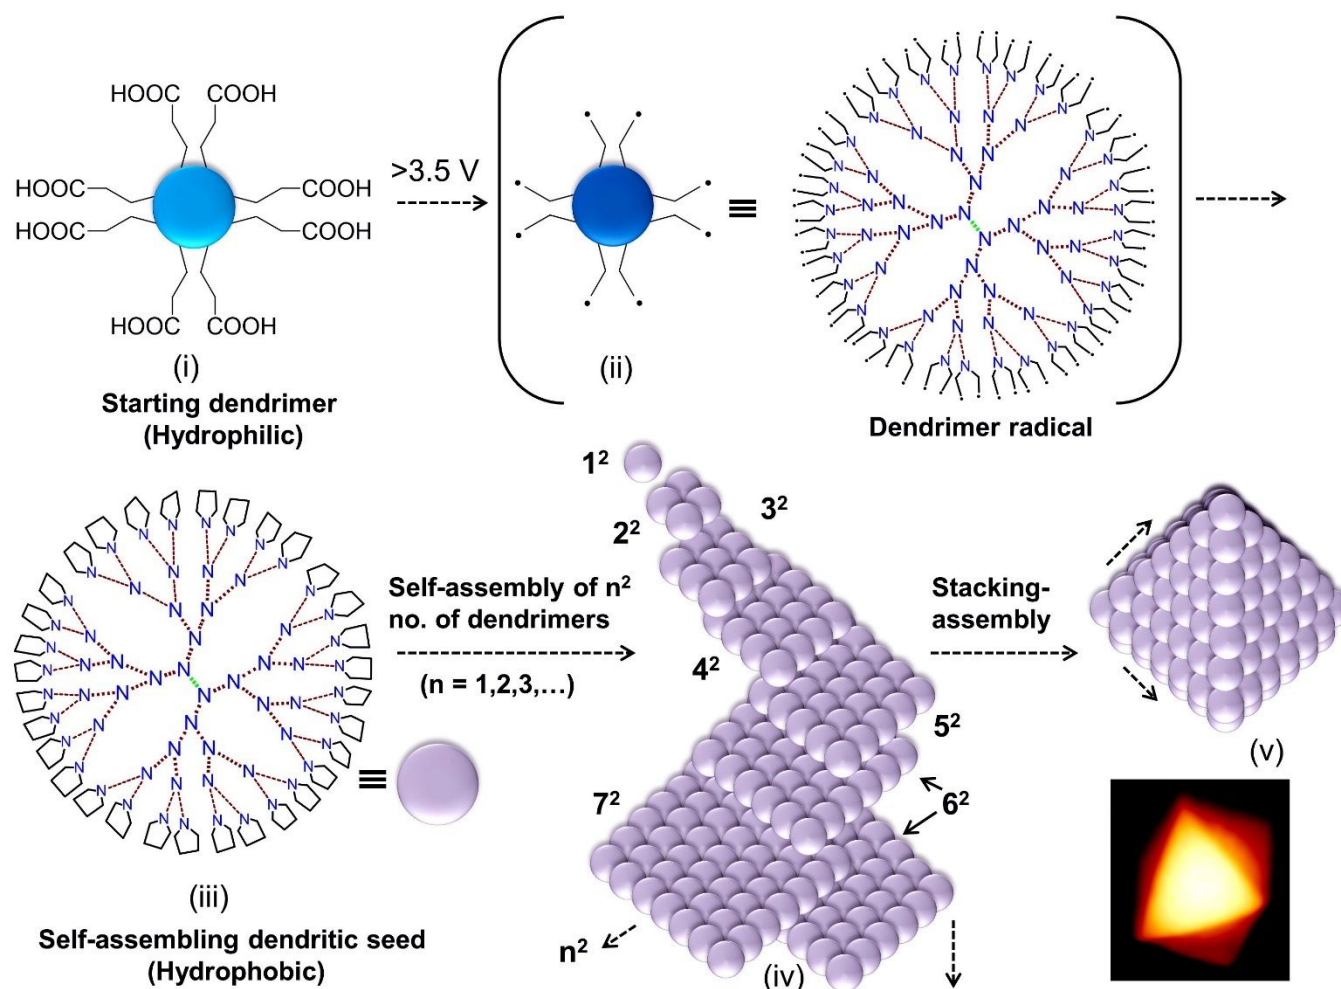 HOOC COOH
HOOC COOH
HOOC COOH
HOOC COOH
(i)
Starting dendrimer
(Hydrophilic)
>3.5 V
(ii)
≡
N N N N N N N N N N N N N N N N N N N N N N N N N N N N N N
Dendrimer radical
N N N N N N N N N N N N N N N N N N N N N N N N N N N N N N
≡
(iii)
Self-assembling dendritic seed
(Hydrophobic)
Self-assembly of n²
no. of dendrimers
(n = 1,2,3,…)
1²
2²
3²
4²
5²
6²
7²
n²
(iv)
Stacking-
assembly
(v)